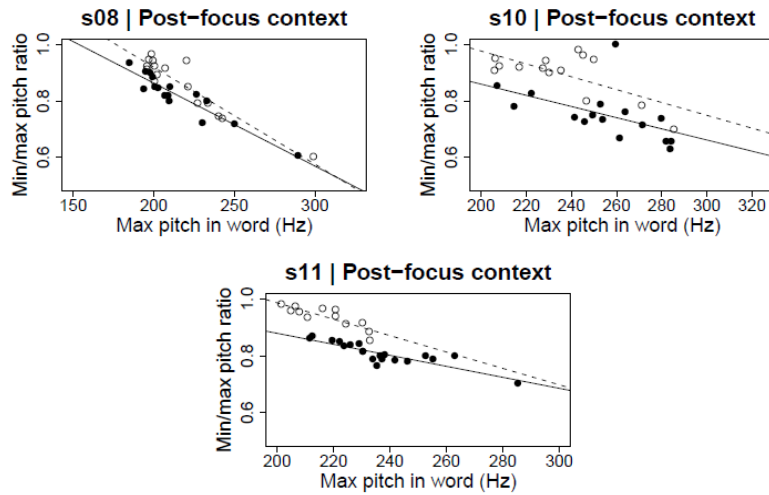 s08 | Post−focus context
Min/max pitch ratio
1.0
0.8
0.6
150 200 250 300
Max pitch in word (Hz)
s10 | Post−focus context
Min/max pitch ratio
1.0
0.8
0.6
200 220 240 260 280 300 320
Max pitch in word (Hz)
s11 | Post−focus context
Min/max pitch ratio
1.0
0.8
0.6
200 220 240 260 280 300
Max pitch in word (Hz)